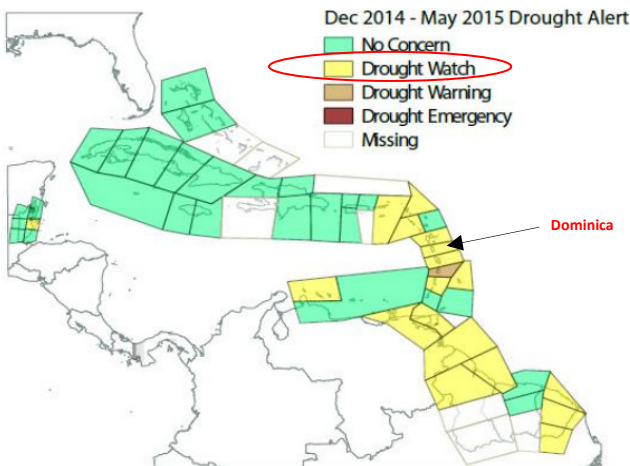 Dec 2014 - May 2015 Drought Alert
No Concern
Drought Watch
Drought Warning
Drought Emergency
Missing
Dominica